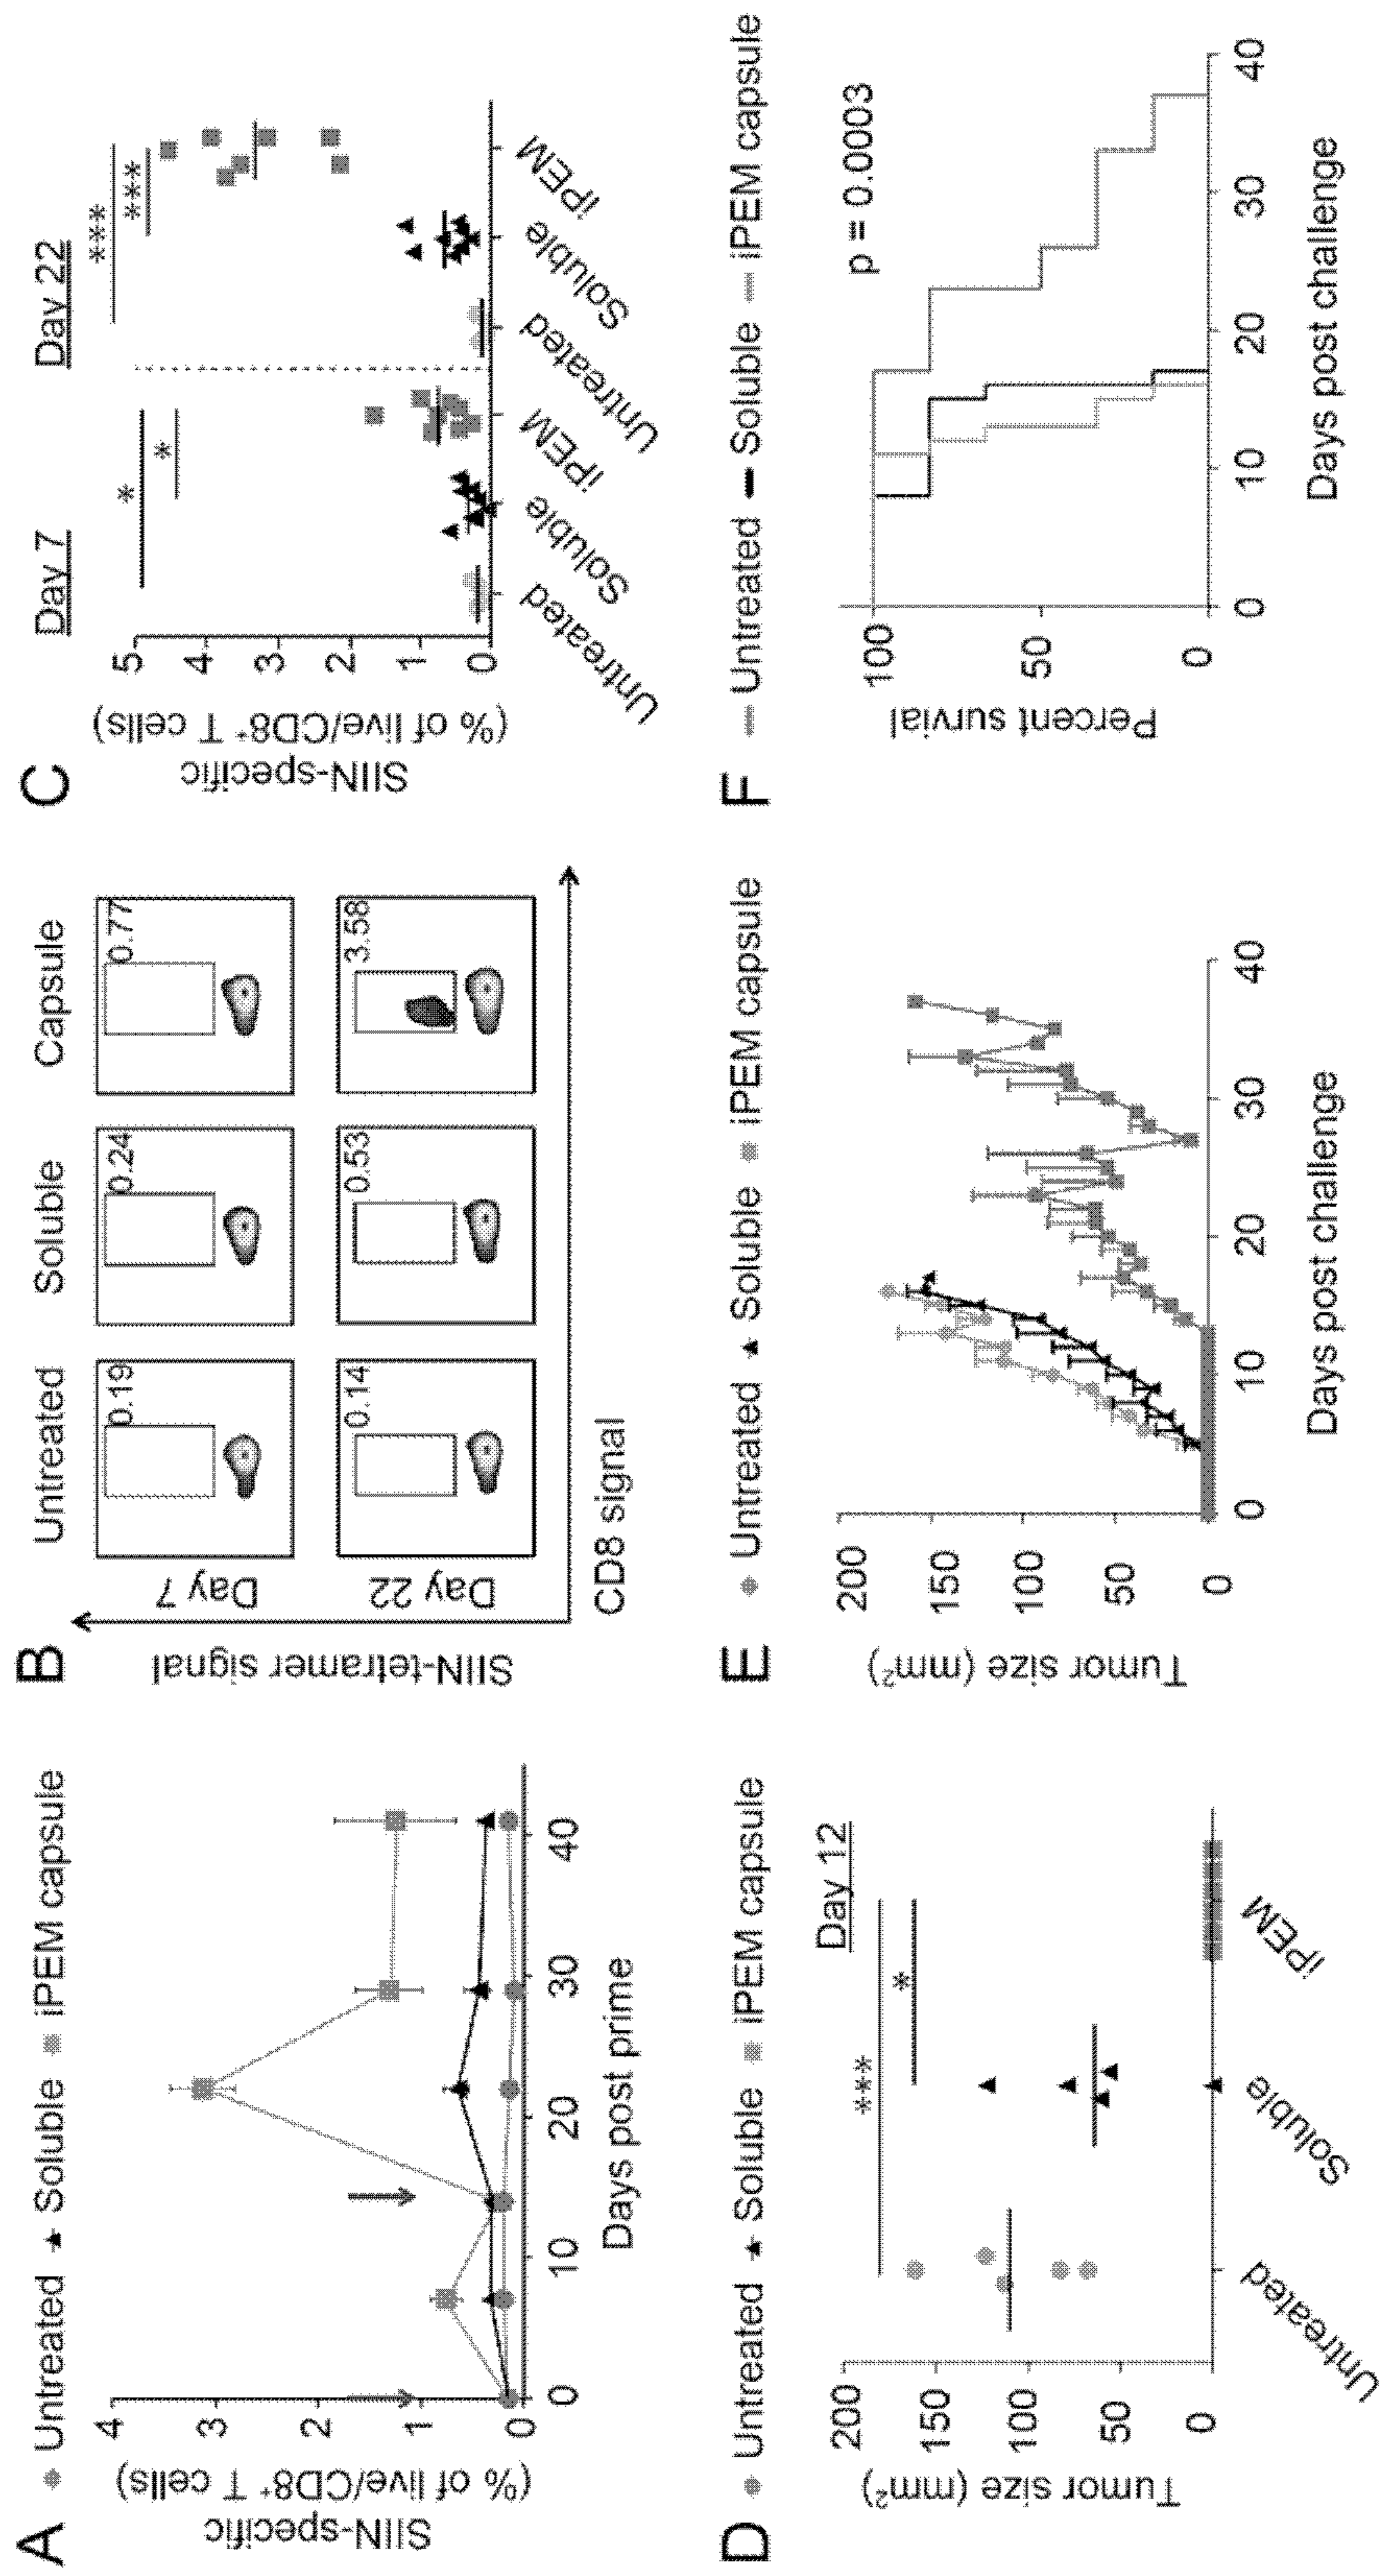 A
Untreated Soluble iPEM capsule
SIIN-specific
(% of live/CD8⁺ T cells)
4
3
2
1
0
0 10 20 30 40
Days post prime
B
Untreated Soluble Capsule
Day 7
0.19 0.24 0.77
Day 22
0.14 0.53 3.58
SIIN-tetramer signal
CD8 signal
C
Day 7 Day 22
* * *** ***
SIIN-specific
(% of live/CD8⁺ T cells)
5
4
3
2
1
0
Untreated Soluble iPEM Untreated Soluble iPEM
D
Untreated Soluble iPEM capsule
Day 12
***
*
Tumor size (mm²)
200
150
100
50
0
Untreated Soluble iPEM
E
Untreated Soluble iPEM capsule
Tumor size (mm²)
200
150
100
50
0
0 10 20 30 40
Days post challenge
F
Untreated Soluble iPEM capsule
p = 0.0003
Percent survial
100
50
0
0 10 20 30 40
Days post challenge